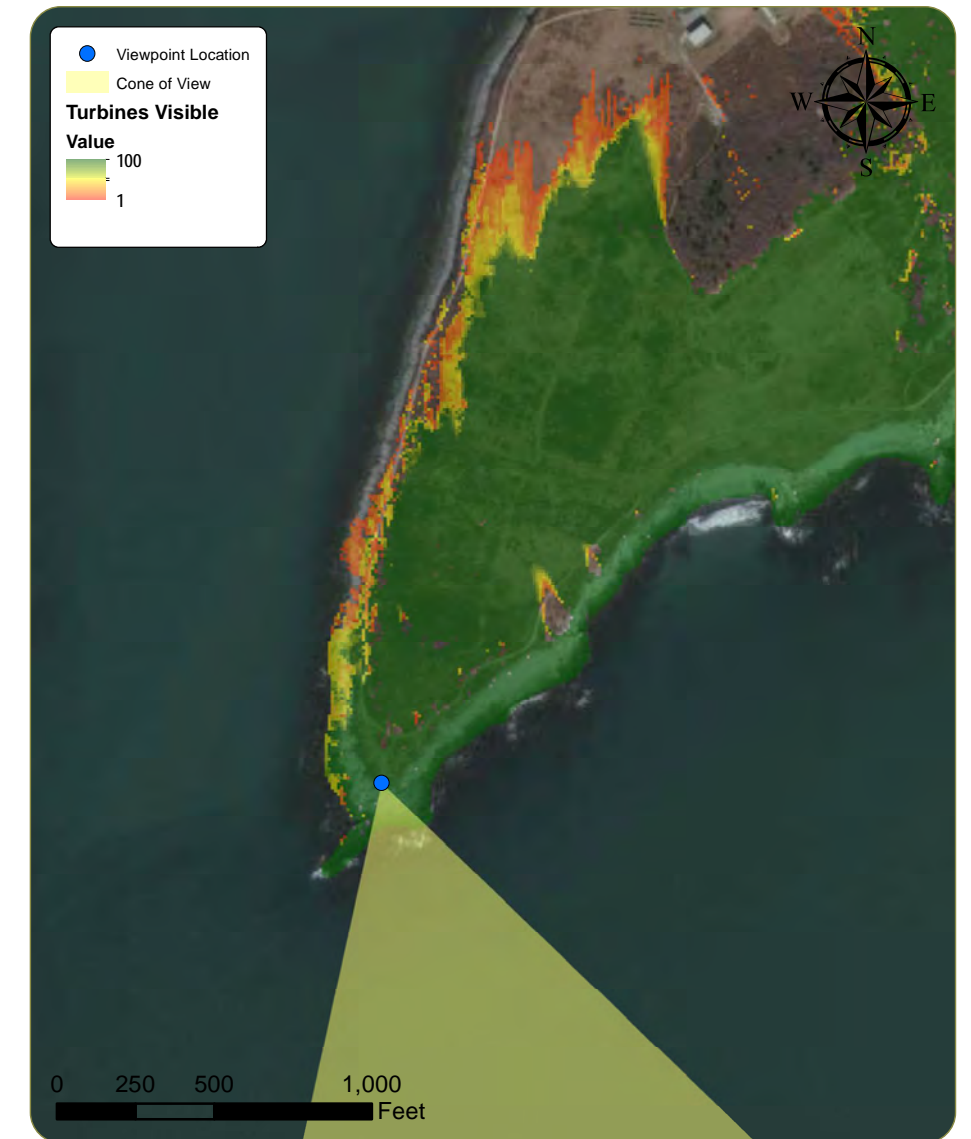 Viewpoint Location
Cone of View
Turbines Visible
Value
100
1
N
W E
S
0 250 500 1,000
Feet